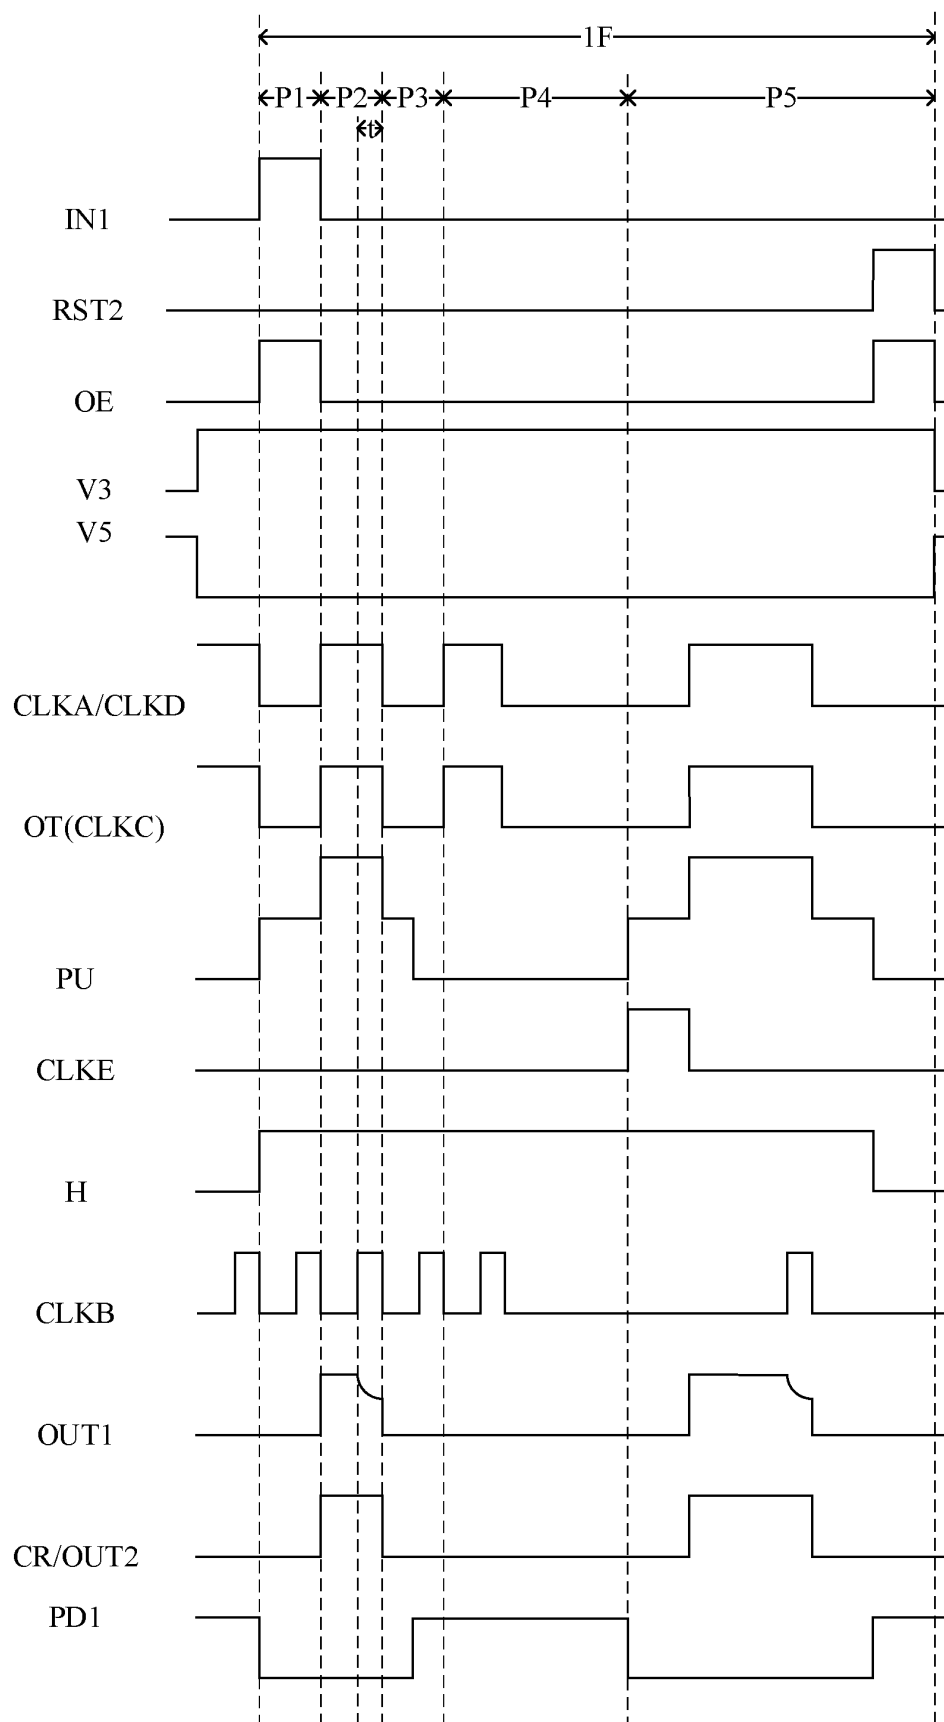 1F
P1 P2 P3 P4 P5
t
IN1
RST2
OE
V3
V5
CLKA/CLKD
OT(CLKC)
PU
CLKE
H
CLKB
OUT1
CR/OUT2
PD1